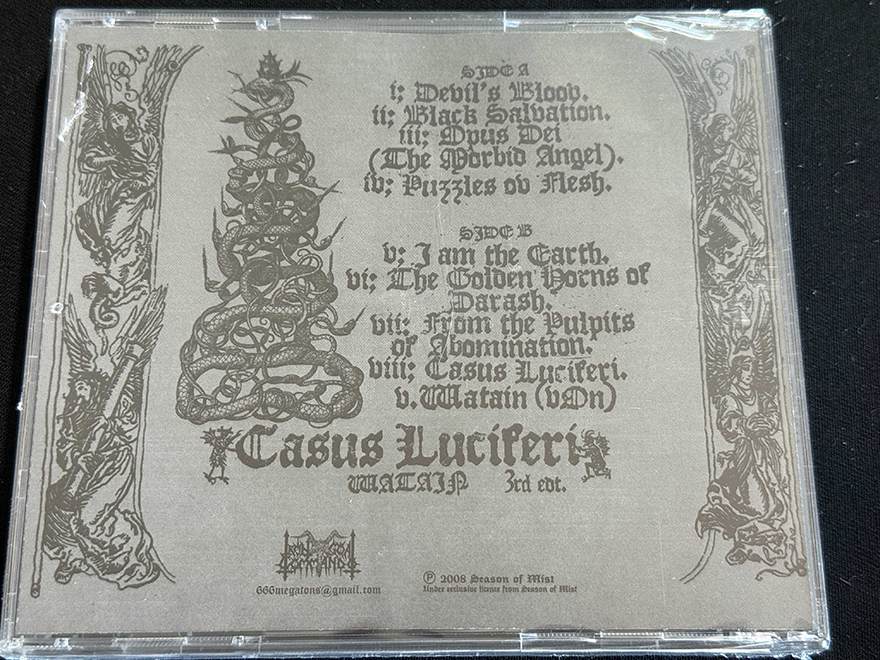 SIDE A
i; Devil's Blood.
ii; Black Salvation.
iii; Opus Dei
(The Morbid Angel).
iv; Puzzles ov Flesh.
SIDE B
v; I am the Earth.
vi; The Golden Horns of
Darash.
vii; From the Pulpits
of Abomination.
viii; Casus Luciferi.
v.Watain (vOn)
Casus Luciferi
WATAIN 3rd edt.
666megatons@gmail.com
℗ 2008 Season of Mist
Under exclusive licence from Season of Mist